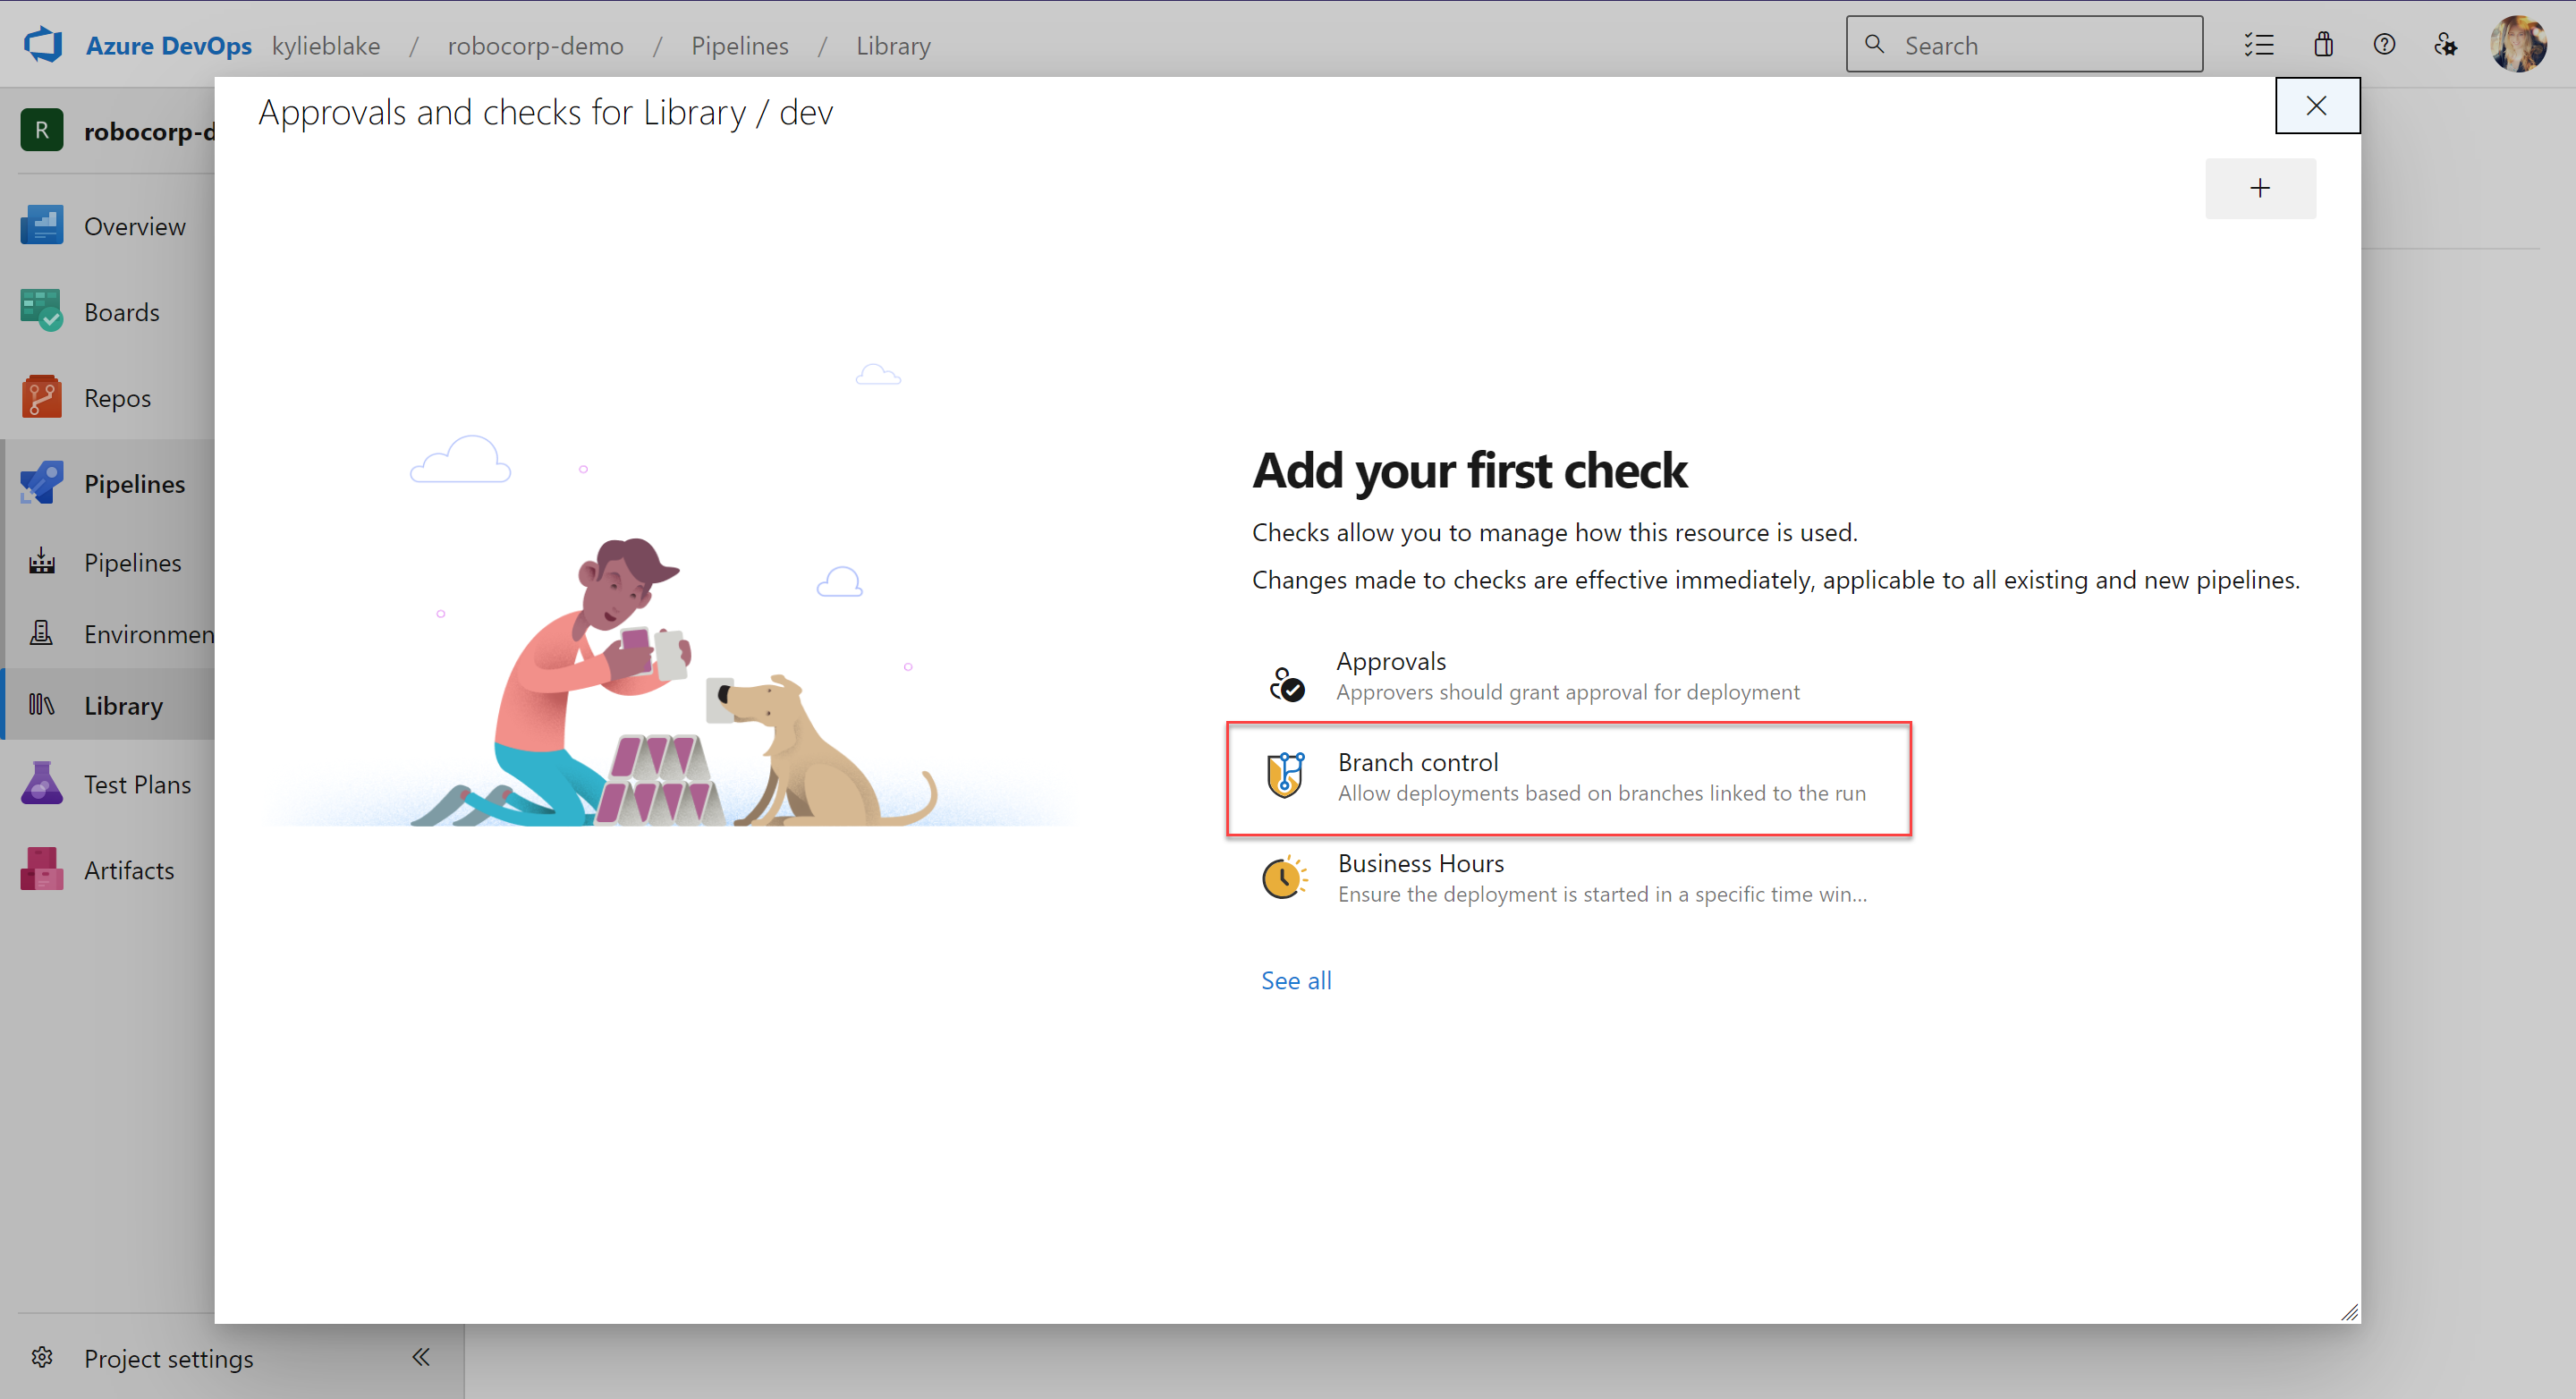 Azure DevOps kylieblake / robocorp-demo / Pipelines / Library
Search
Approvals and checks for Library / dev
R robocorp-d
Overview
Boards
Repos
Pipelines
Pipelines
Environmen
Library
Test Plans
Artifacts
Project settings
Add your first check
Checks allow you to manage how this resource is used.
Changes made to checks are effective immediately, applicable to all existing and new pipelines.
Approvals
Approvers should grant approval for deployment
Branch control
Allow deployments based on branches linked to the run
Business Hours
Ensure the deployment is started in a specific time win...
See all